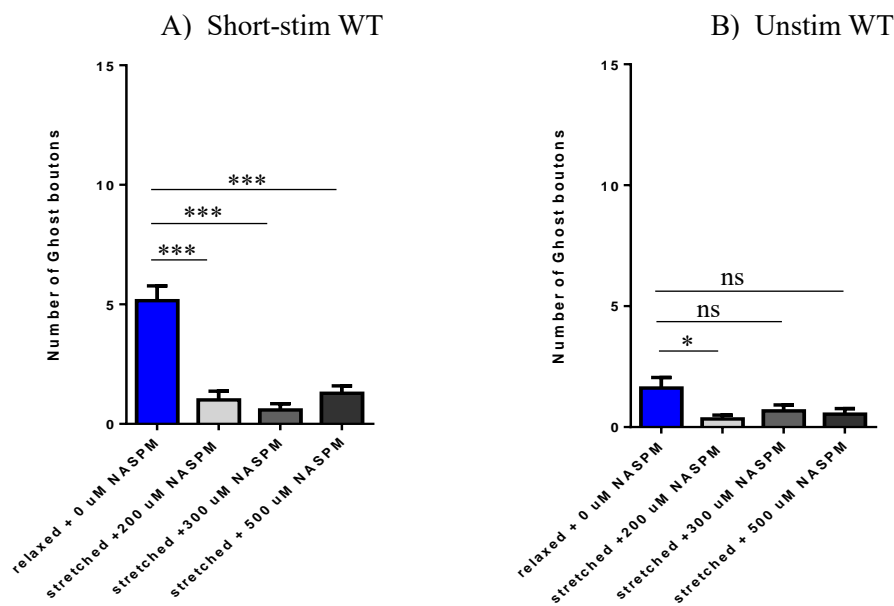 A) Short-stim WT
15
10
5
0
Number of Ghost boutons
***
***
***
relaxed + 0 uM NASPM
stretched +200 uM NASPM
stretched +300 uM NASPM
stretched + 500 uM NASPM
B) Unstim WT
15
10
5
0
Number of Ghost boutons
ns
ns
*
relaxed + 0 uM NASPM
stretched +200 uM NASPM
stretched +300 uM NASPM
stretched + 500 uM NASPM